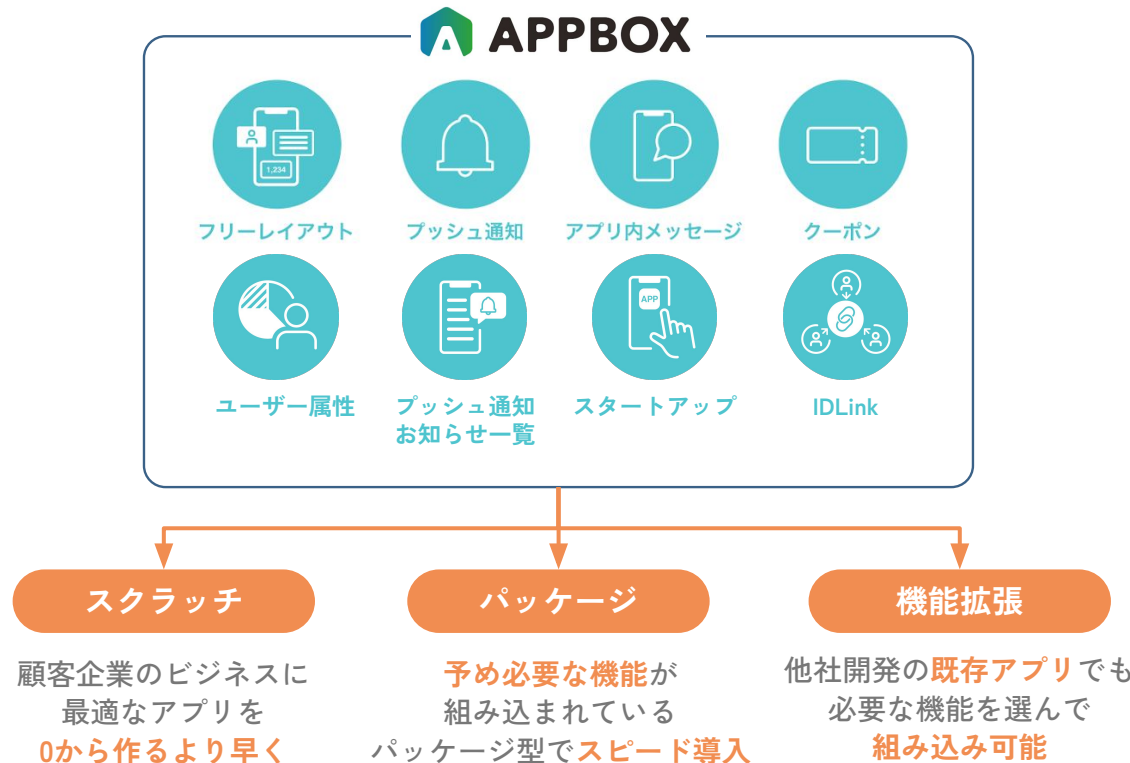 APPBOX
1,234
フリーレイアウト
プッシュ通知
アプリ内メッセージ
クーポン
APP
ユーザー属性
プッシュ通知
お知らせ一覧
スタートアップ
IDLink
スクラッチ
顧客企業のビジネスに
最適なアプリを
0から作るより早く
パッケージ
予め必要な機能が
組み込まれている
パッケージ型でスピード導入
機能拡張
他社開発の既存アプリでも
必要な機能を選んで
組み込み可能